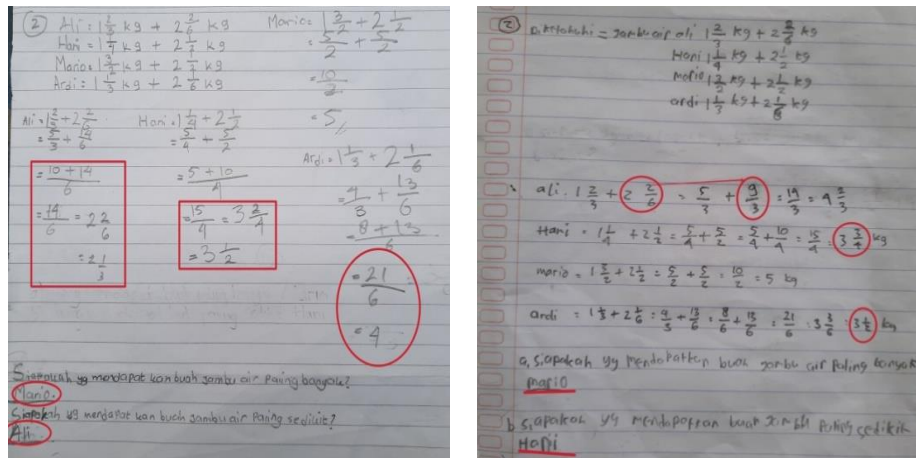 ② Ali = 1 2/3 kg + 2 2/6 kg
Hani = 1 1/4 kg + 2 1/2 kg
Mario = 1 3/2 kg + 2 1/2 kg
Ardi = 1 1/3 kg + 2 1/6 kg
Ali = 1 2/3 + 2 2/6
= 5/3 + 14/6
= 10 + 14 / 6
= 14/6 = 2 2/6
= 2 1/3
Hani = 1 1/4 + 2 1/2
= 5/4 + 5/2
= 5 + 10 / 4
= 15/4 = 3 2/4
= 3 1/2
Mario = 1 3/2 + 2 1/2
= 5/2 + 5/2
= 10/2
= 5
Ardi = 1 1/3 + 2 1/6
= 4/3 + 13/6
= 8 + 13 / 6
= 21/6
= 4
Siapakah yg mendapatkan buah jambu air paling banyak?
Mario.
Siapakah yg mendapatkan buah jambu air paling sedikit?
Ali.
② Diketahui = jambu air ali 1 2/3 kg + 2 2/6 kg
Hani 1 1/4 kg + 2 1/2 kg
mario 1 3/2 kg + 2 1/2 kg
ardi 1 1/3 kg + 2 1/6 kg
ali. 1 2/3 + 2 2/6 = 5/3 + 9/3 = 19/3 = 4 3/3
Hani = 1 1/4 + 2 1/2 = 5/4 + 5/2 = 5/4 + 10/4 = 15/4 = 3 3/4 kg
mario = 1 3/2 + 2 1/2 = 5/2 + 5/2 = 10/2 = 5 kg
ardi = 1 1/3 + 2 1/6 = 4/3 + 13/6 = 8/6 + 13/6 = 21/6 = 3 3/6 = 3 1/2 kg
a. siapakah yg mendapatkan buah jambu air paling banyak
mario
b siapakah yg mendapatkan buah jambu paling sedikit
Hani